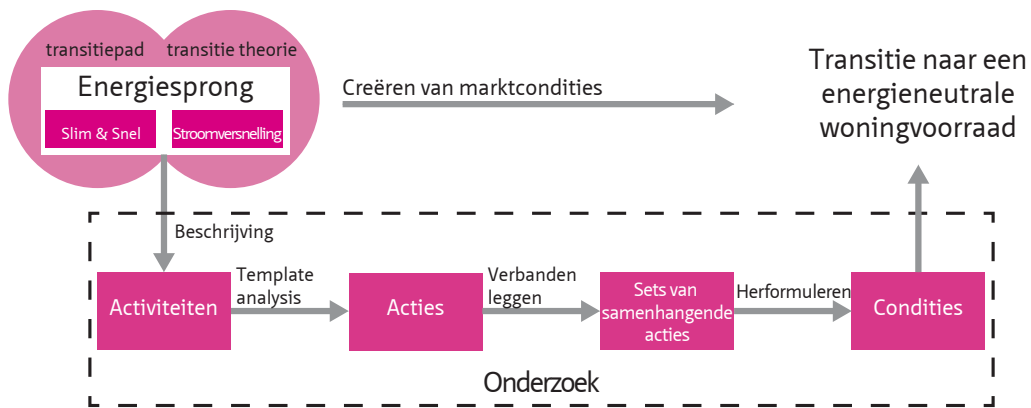 transitiepad
transitie theorie
Energiesprong
Slim & Snel
Stroomversnelling
Creëren van marktcondities
Transitie naar een
energieneutrale
woningvoorraad
Beschrijving
Activiteiten
Template
analysis
Acties
Verbanden
leggen
Sets van
samenhangende
acties
Herformuleren
Condities
Onderzoek